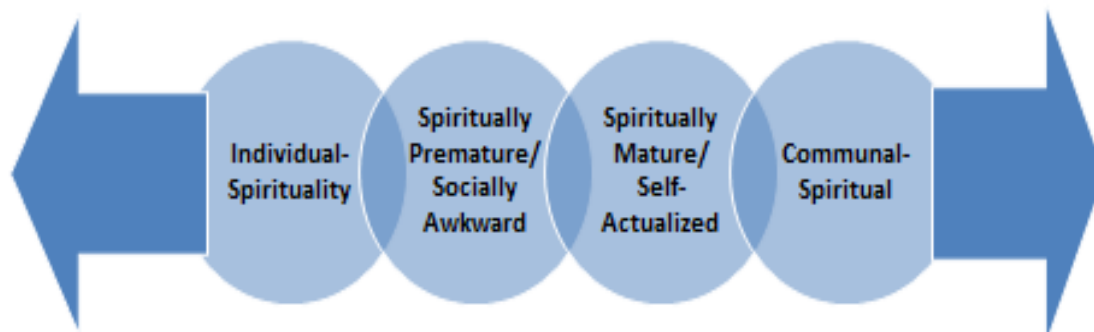 Individual-
Spirituality
Spiritually
Premature/
Socially
Awkward
Spiritually
Mature/
Self-
Actualized
Communal-
Spiritual